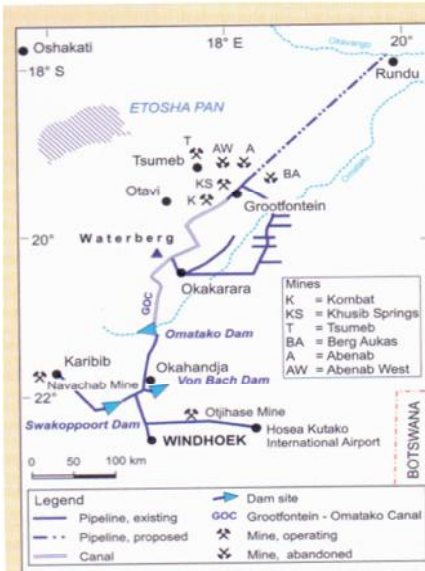 18° E
20°
Oshakati
18° S
Okavango
Rundu
ETOSHA PAN
Omatako
T
AW
A
Tsumeb
KS
BA
Otavi
K
Grootfontein
20°
Waterberg
Okakarara
GOC
Mines
K = Kombat
KS = Khusib Springs
T = Tsumeb
BA = Berg Aukas
A = Abenab
AW = Abenab West
Omatako Dam
Karibib
Okahandja
Navachab Mine
Von Bach Dam
22°
Otjihase Mine
Swakoppoort Dam
Hosea Kutako
International Airport
WINDHOEK
BOTSWANA
0 50 100 km
Legend
Dam site
Pipeline, existing
GOC Grootfontein - Omatako Canal
Pipeline, proposed
Mine, operating
Canal
Mine, abandoned